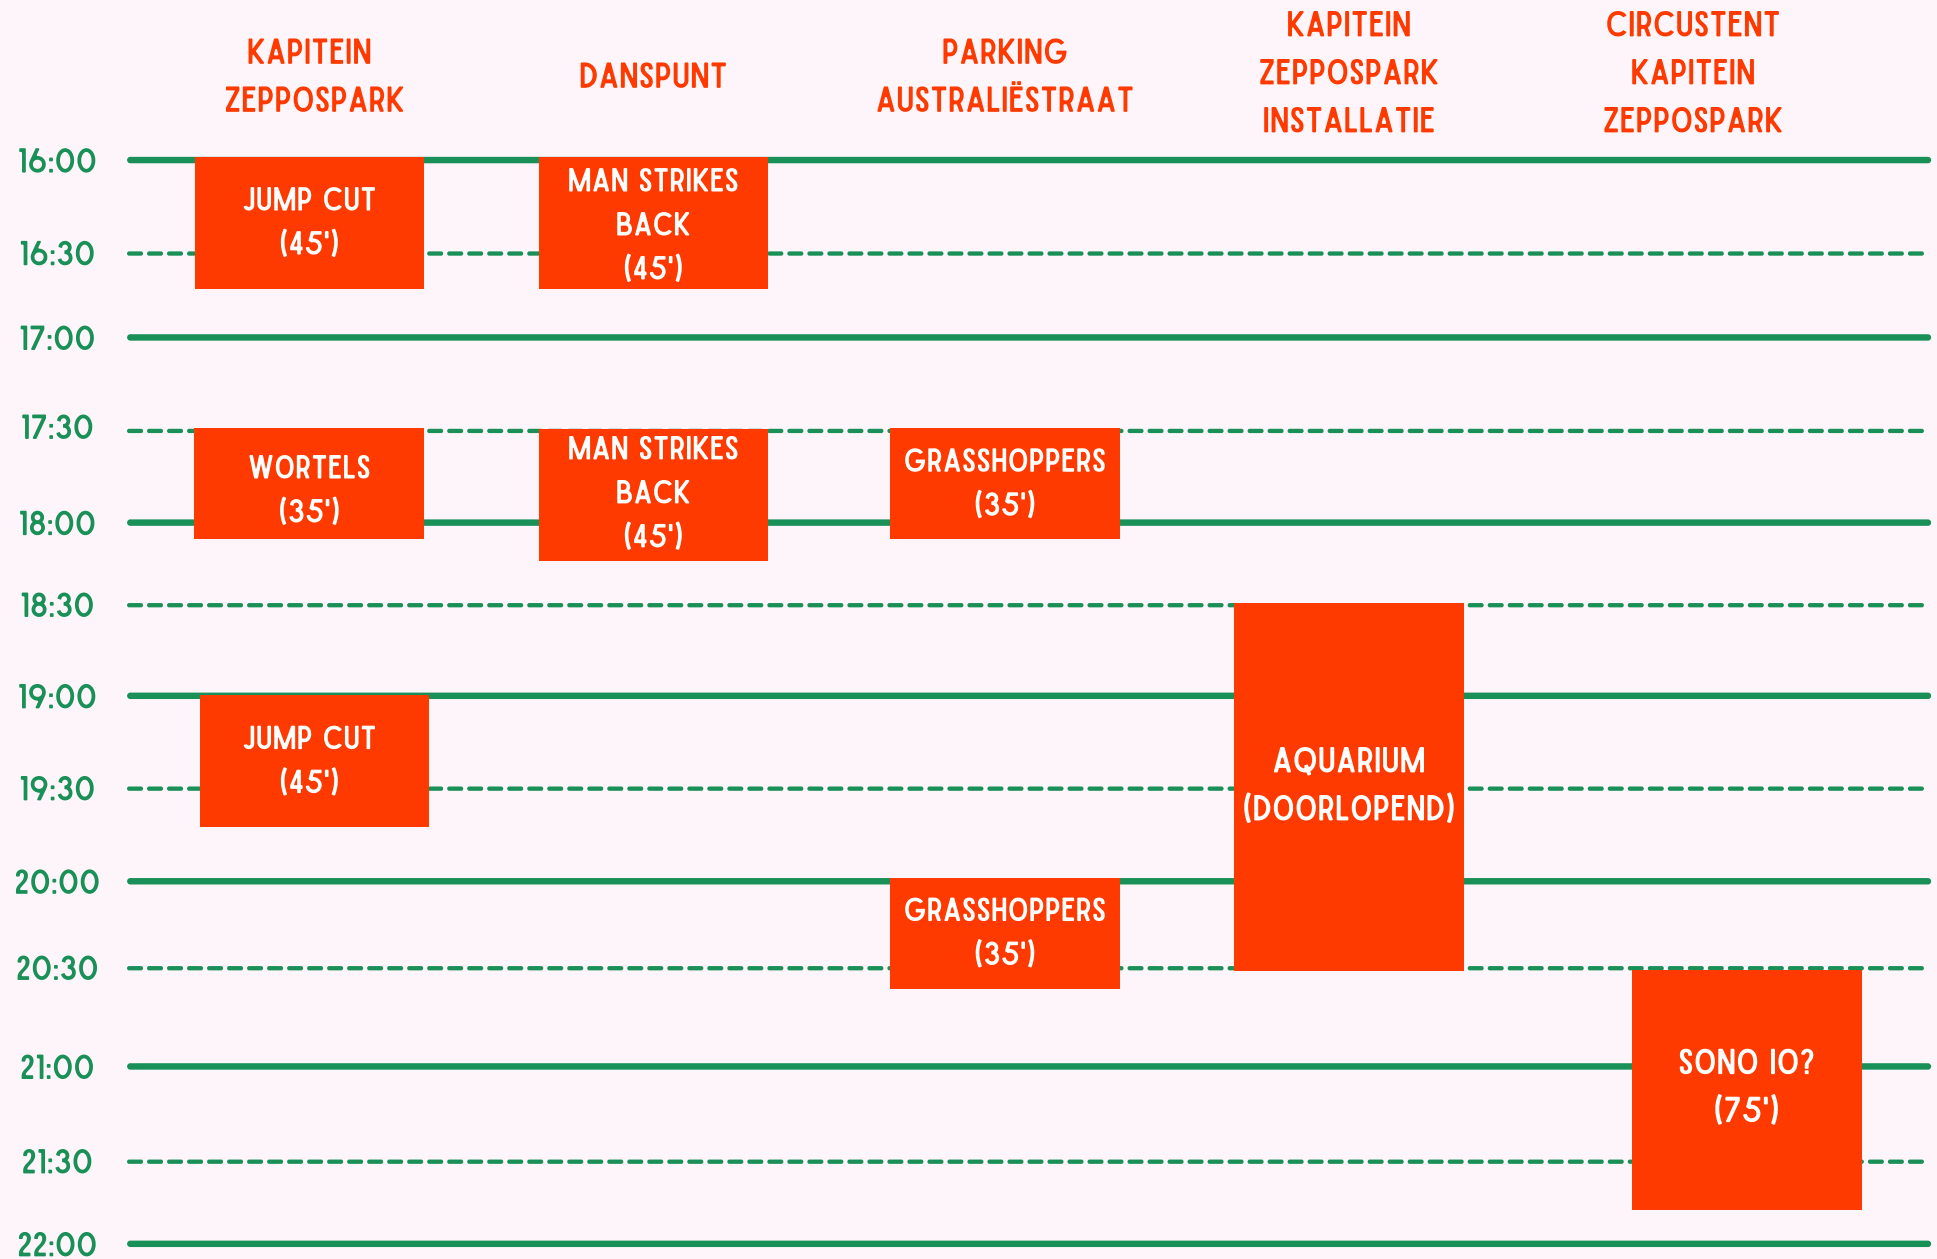 KAPITEIN
ZEPPOSPARK
DANSPUNT
PARKING
AUSTRALIËSTRAAT
KAPITEIN
ZEPPOSPARK
INSTALLATIE
CIRCUSTENT
KAPITEIN
ZEPPOSPARK
16:00
JUMP CUT
(45')
MAN STRIKES
BACK
(45')
16:30
17:00
17:30
WORTELS
(35')
MAN STRIKES
BACK
(45')
GRASSHOPPERS
(35')
18:00
18:30
19:00
JUMP CUT
(45')
AQUARIUM
(DOORLOPEND)
19:30
20:00
GRASSHOPPERS
(35')
20:30
21:00
SONO IO?
(75')
21:30
22:00